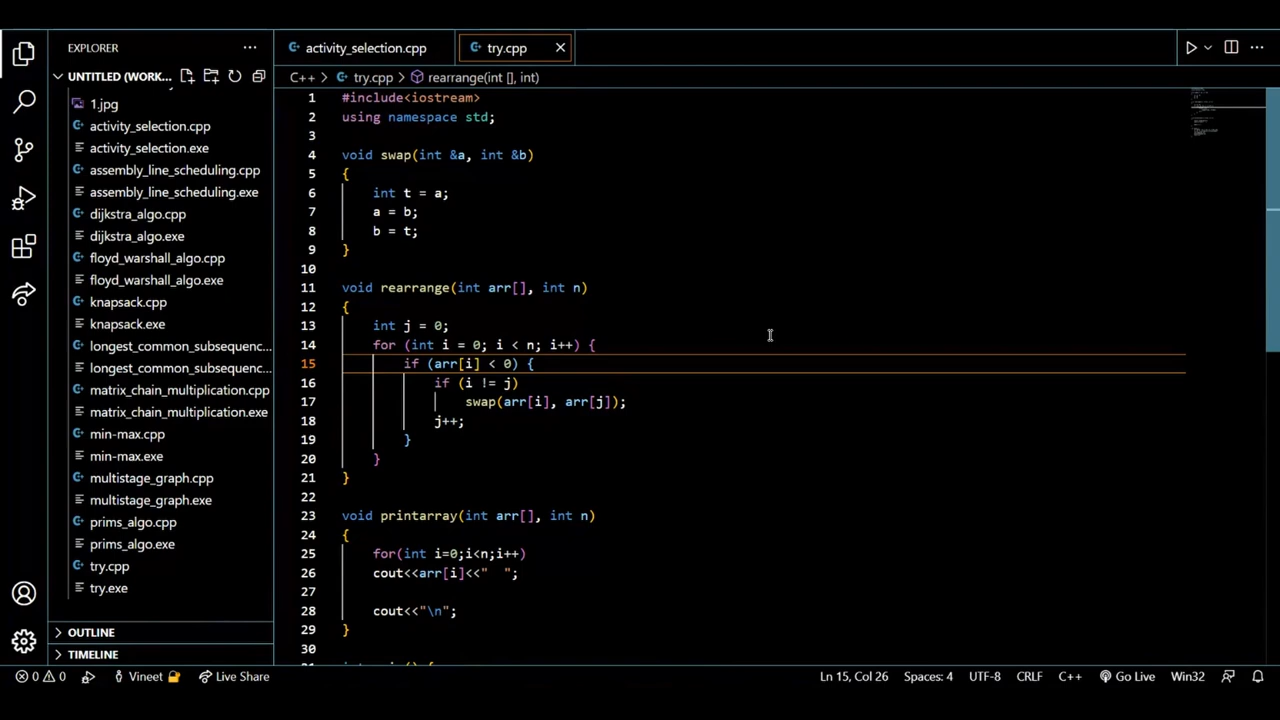 EXPLORER
···
activity_selection.cpp
try.cpp
UNTITLED (WORK...
C++ > try.cpp > rearrange(int [], int)
1.jpg
activity_selection.cpp
activity_selection.exe
assembly_line_scheduling.cpp
assembly_line_scheduling.exe
dijkstra_algo.cpp
dijkstra_algo.exe
floyd_warshall_algo.cpp
floyd_warshall_algo.exe
knapsack.cpp
knapsack.exe
longest_common_subsequenc...
longest_common_subsequenc...
matrix_chain_multiplication.cpp
matrix_chain_multiplication.exe
min-max.cpp
min-max.exe
multistage_graph.cpp
multistage_graph.exe
prims_algo.cpp
prims_algo.exe
try.cpp
try.exe
OUTLINE
TIMELINE
1 #include<iostream>
2 using namespace std;
3
4 void swap(int &a, int &b)
5 {
6     int t = a;
7     a = b;
8     b = t;
9 }
10
11 void rearrange(int arr[], int n)
12 {
13     int j = 0;
14     for (int i = 0; i < n; i++) {
15         if (arr[i] < 0) {
16             if (i != j)
17                 swap(arr[i], arr[j]);
18             j++;
19         }
20     }
21 }
22
23 void printarray(int arr[], int n)
24 {
25     for(int i=0;i<n;i++)
26     cout<<arr[i]<<"  ";
27
28     cout<<"\n";
29 }
30
0 0 Vineet Live Share Ln 15, Col 26 Spaces: 4 UTF-8 CRLF C++ Go Live Win32